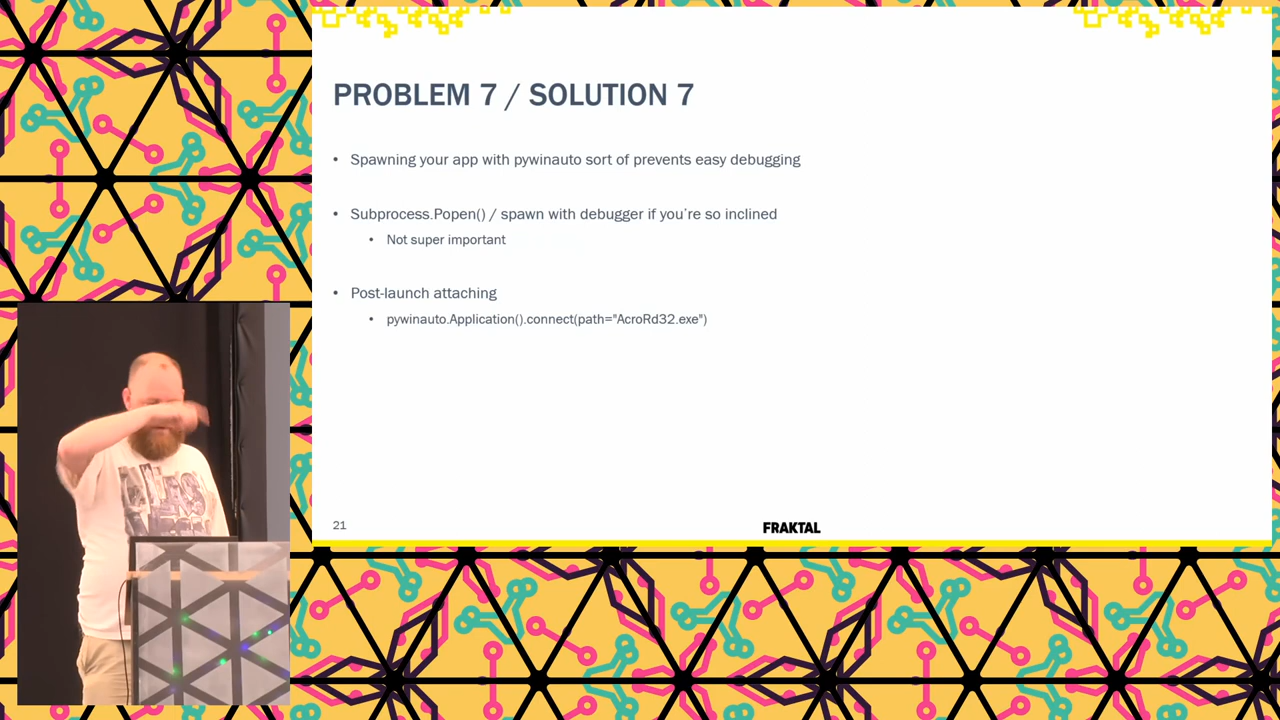 PROBLEM 7 / SOLUTION 7
• Spawning your app with pywinauto sort of prevents easy debugging
• Subprocess.Popen() / spawn with debugger if you're so inclined
• Not super important
• Post-launch attaching
• pywinauto.Application().connect(path="AcroRd32.exe")
21
FRAKTAL